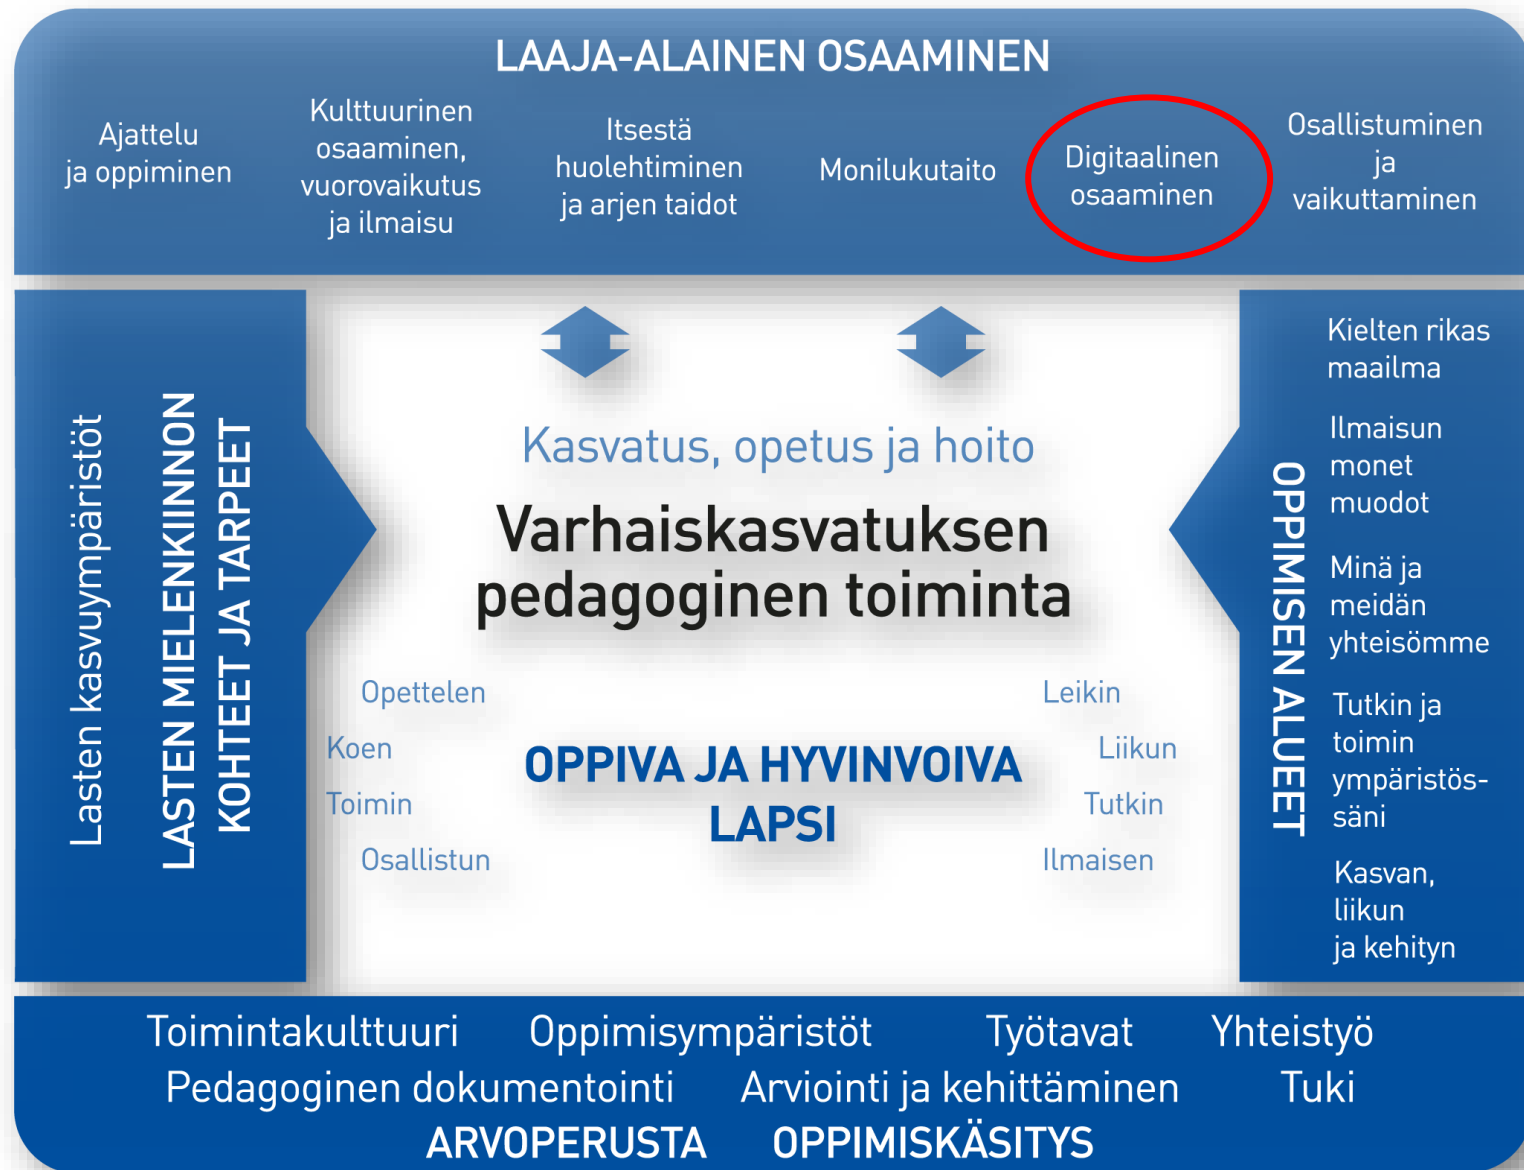 LAAJA-ALAINEN OSAAMINEN
Ajattelu
ja oppiminen
Kulttuurinen
osaaminen,
vuorovaikutus
ja ilmaisu
Itsestä
huolehtiminen
ja arjen taidot
Monilukutaito
Digitaalinen
osaaminen
Osallistuminen
ja
vaikuttaminen
Lasten kasvuympäristöt
LASTEN MIELENKIINNON
KOHTEET JA TARPEET
Kasvatus, opetus ja hoito
Varhaiskasvatuksen
pedagoginen toiminta
Opettelen
Koen
Toimin
Osallistun
OPPIVA JA HYVINVOIVA
LAPSI
Leikin
Liikun
Tutkin
Ilmaisen
OPPIMISEN ALUEET
Kielten rikas
maailma
Ilmaisun
monet
muodot
Minä ja
meidän
yhteisömme
Tutkin ja
toimin
ympäristös-
säni
Kasvan,
liikun
ja kehityn
Toimintakulttuuri Oppimisympäristöt Työtavat Yhteistyö
Pedagoginen dokumentointi Arviointi ja kehittäminen Tuki
ARVOPERUSTA OPPIMISKÄSITYS